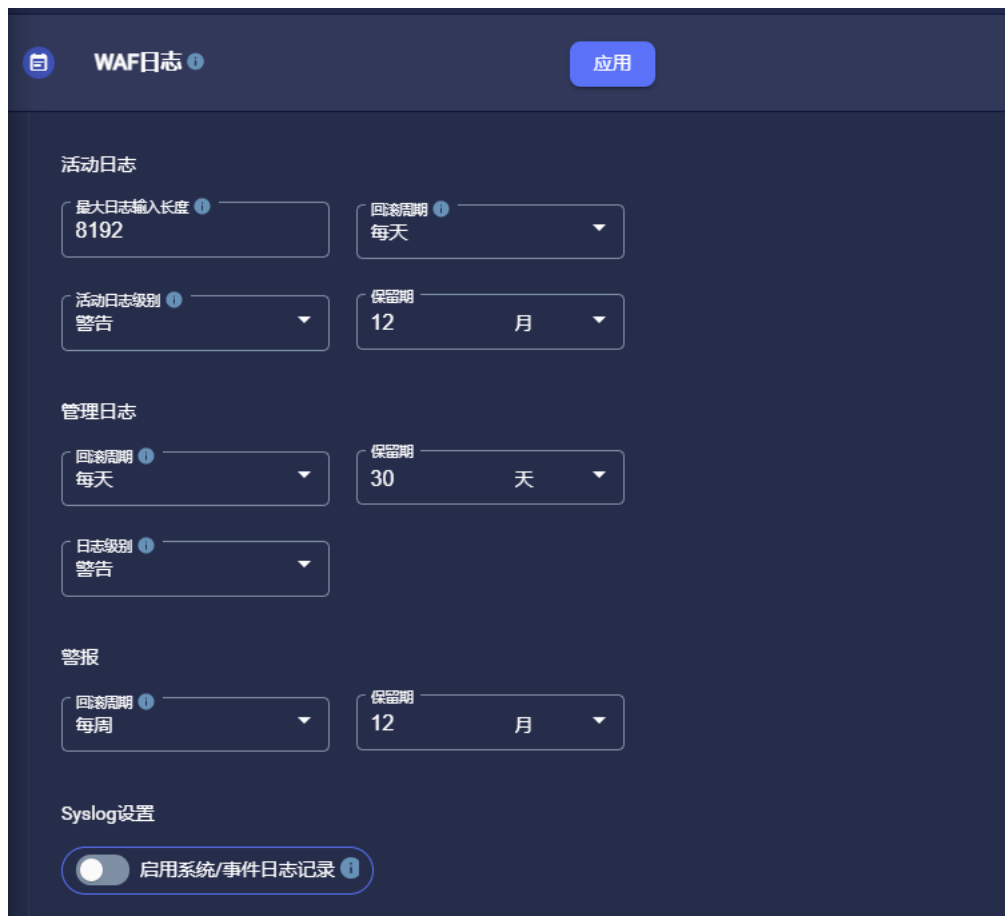 WAF日志
应用
活动日志
最大日志输入长度
8192
回滚周期
每天
活动日志级别
警告
保留期
12 月
管理日志
回滚周期
每天
保留期
30 天
日志级别
警告
警报
回滚周期
每周
保留期
12 月
Syslog设置
启用系统/事件日志记录